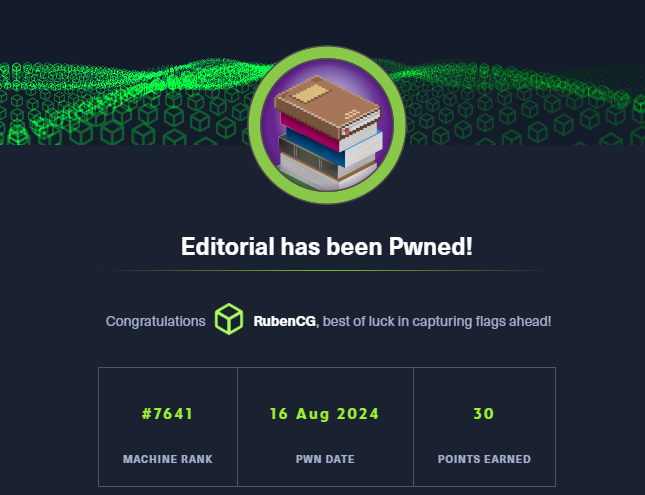 Editorial has been Pwned!
Congratulations RubenCG, best of luck in capturing flags ahead!
#7641 16 Aug 2024 30
MACHINE RANK PWN DATE POINTS EARNED